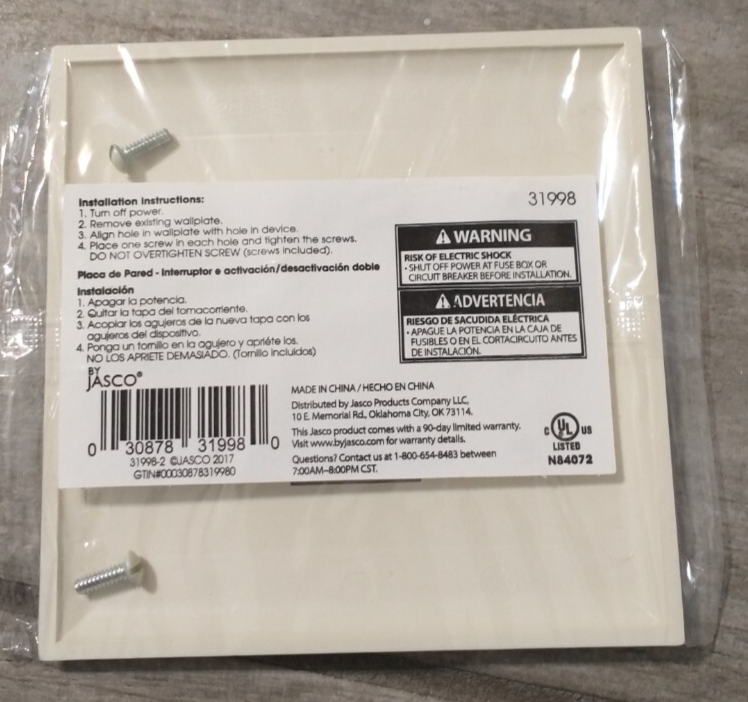 Installation Instructions:
1. Turn off power.
2. Remove existing wallplate.
3. Align hole in wallplate with hole in device.
4. Place one screw in each hole and tighten the screws.
DO NOT OVERTIGHTEN SCREW (screws included).
Placa de Pared - Interruptor e activación/desactivación doble
Instalación
1. Apagar la potencia.
2. Quitar la tapa del tomacorriente.
3. Acoplar los agujeros de la nueva tapa con los
agujeros del dispositivo.
4. Ponga un tornillo en la agujero y apriéte los.
NO LOS APRIETE DEMASIADO. (Tornillo Incluidos)
31998
WARNING
RISK OF ELECTRIC SHOCK
• SHUT OFF POWER AT FUSE BOX OR
CIRCUIT BREAKER BEFORE INSTALLATION.
ADVERTENCIA
RIESGO DE SACUDIDA ELÉCTRICA
• APAGUE LA POTENCIA EN LA CAJA DE
FUSIBLES O EN EL CORTACIRCUITO ANTES
DE INSTALACIÓN.
BY
JASCO®
0 30878 31998 0
31998-2 ©JASCO 2017
GTIN#00030878319980
MADE IN CHINA / HECHO EN CHINA
Distributed by Jasco Products Company LLC,
10 E. Memorial Rd., Oklahoma City, OK 73114.
This Jasco product comes with a 90-day limited warranty.
Visit www.byjasco.com for warranty details.
Questions? Contact us at 1-800-654-8483 between
7:00AM–8:00PM CST.
C UL US
LISTED
N84072